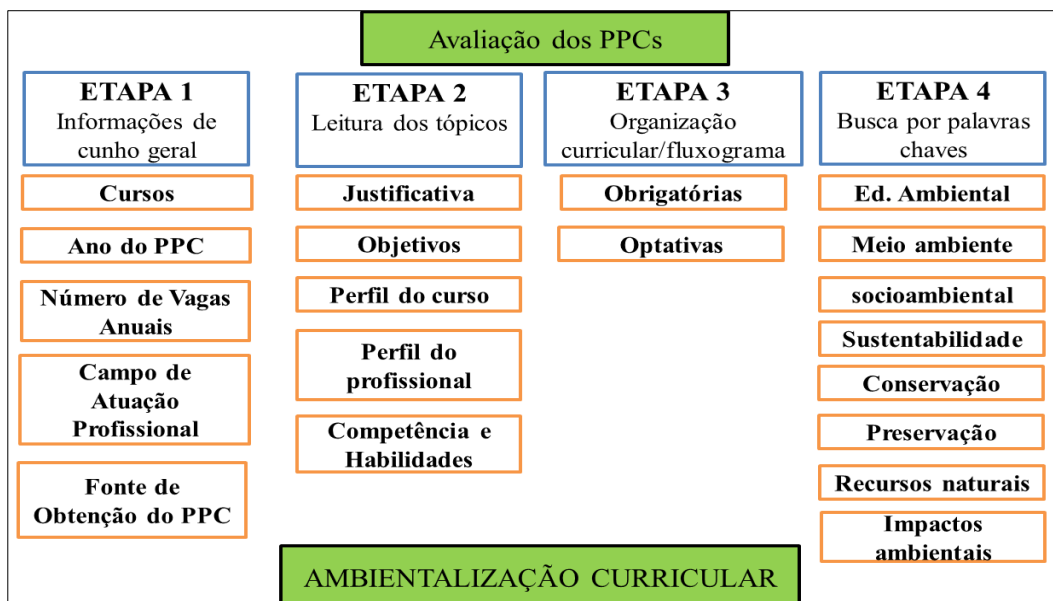 Avaliação dos PPCs
ETAPA 1
Informações de
cunho geral
Cursos
Ano do PPC
Número de Vagas
Anuais
Campo de
Atuação
Profissional
Fonte de
Obtenção do PPC
ETAPA 2
Leitura dos tópicos
Justificativa
Objetivos
Perfil do curso
Perfil do
profissional
Competência e
Habilidades
ETAPA 3
Organização
curricular/fluxograma
Obrigatórias
Optativas
ETAPA 4
Busca por palavras
chaves
Ed. Ambiental
Meio ambiente
socioambiental
Sustentabilidade
Conservação
Preservação
Recursos naturais
Impactos
ambientais
AMBIENTALIZAÇÃO CURRICULAR